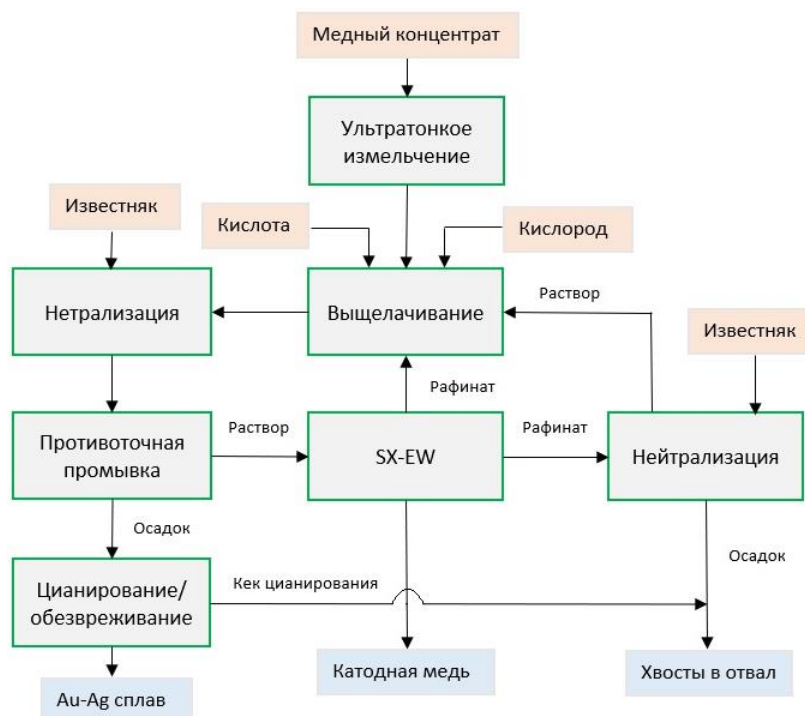 Медный концентрат
Ультратонкое
измельчение
Известняк
Кислота
Кислород
Нетрализация
Выщелачивание
Раствор
Известняк
Рафинат
Противоточная
промывка
Раствор
SX-EW
Рафинат
Нейтрализация
Осадок
Осадок
Цианирование/
обезвреживание
Кек цианирования
Au-Ag сплав
Катодная медь
Хвосты в отвал